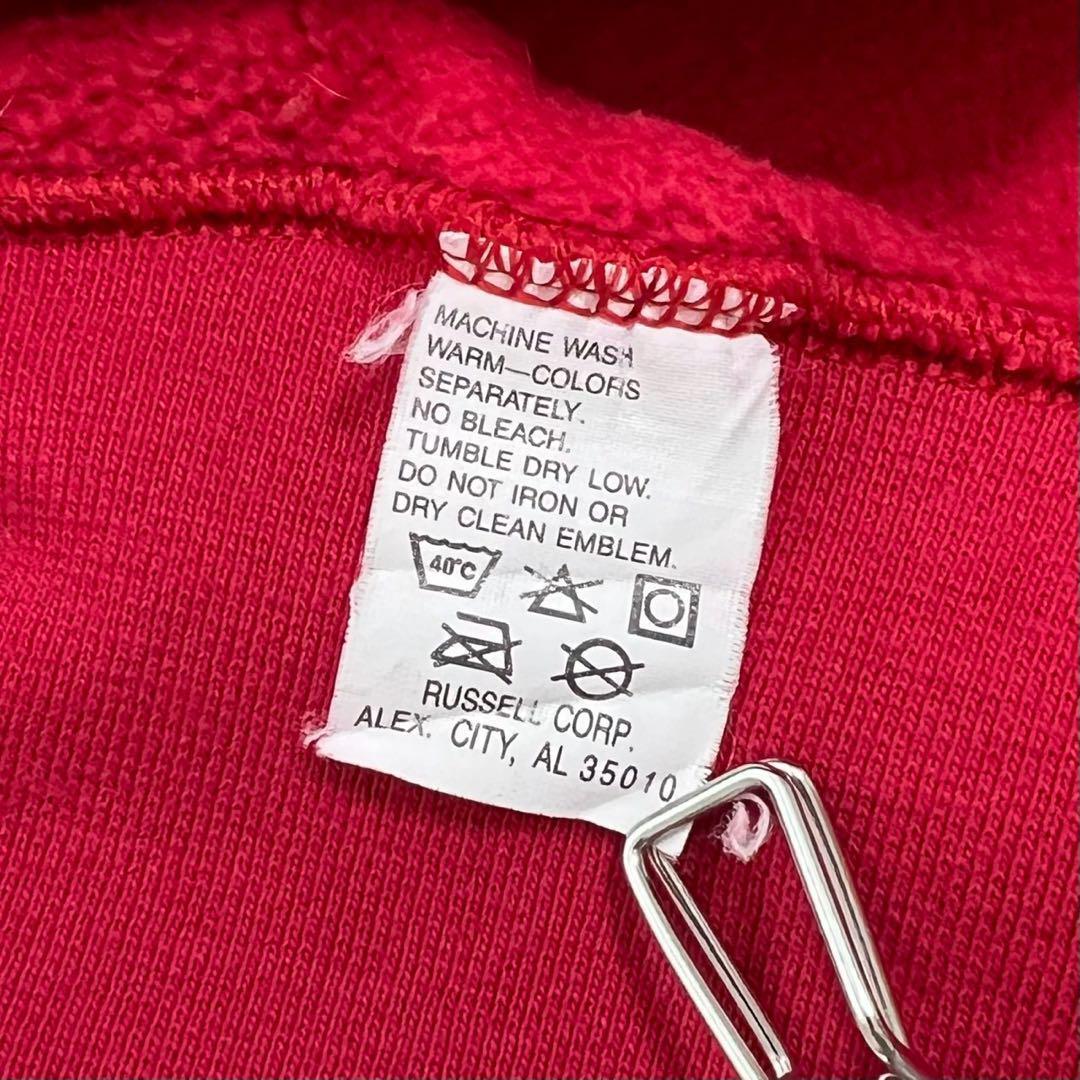 MACHINE WASH
WARM—COLORS
SEPARATELY.
NO BLEACH.
TUMBLE DRY LOW.
DO NOT IRON OR
DRY CLEAN EMBLEM.
40°C
RUSSELL CORP.
ALEX. CITY, AL 35010